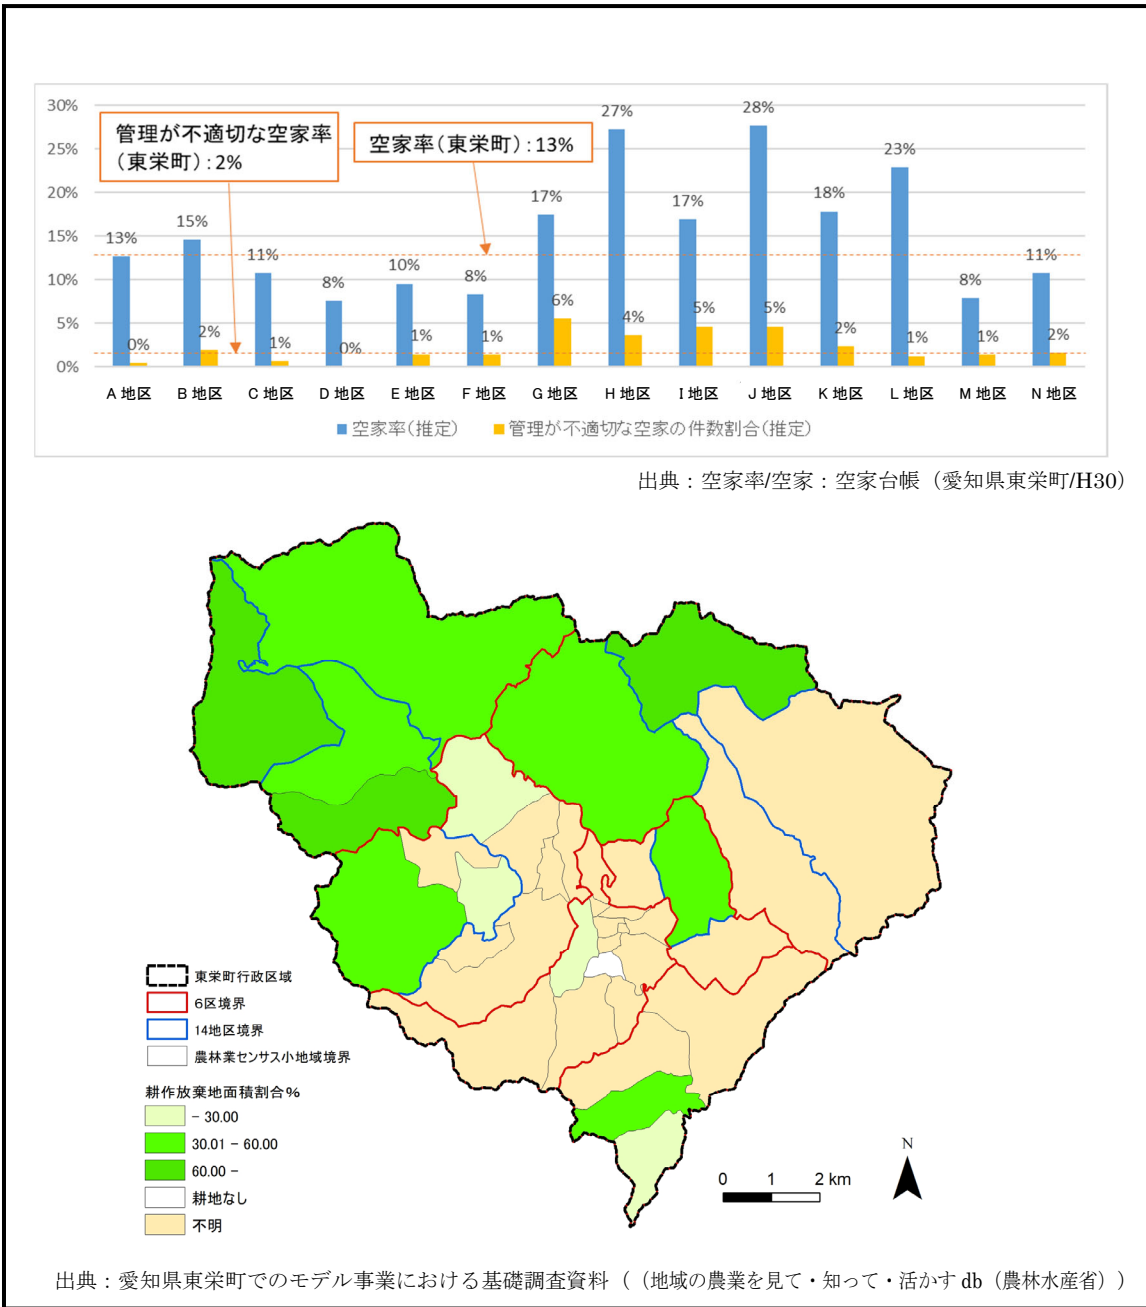 30%
25%
20%
15%
10%
5%
0%
管理が不適切な空家率
(東栄町):2%
空家率(東栄町):13%
13%
0%
15%
2%
11%
1%
8%
0%
10%
1%
8%
1%
17%
6%
27%
4%
17%
5%
28%
5%
18%
2%
23%
1%
8%
1%
11%
2%
A 地区 B 地区 C 地区 D 地区 E 地区 F 地区 G 地区 H 地区 I 地区 J 地区 K 地区 L 地区 M 地区 N 地区
空家率(推定) 管理が不適切な空家の件数割合(推定)
出典:空家率/空家:空家台帳(愛知県東栄町/H30)
東栄町行政区域
6区境界
14地区境界
農林業センサス小地域境界
耕作放棄地面積割合%
- 30.00
30.01 - 60.00
60.00 -
耕地なし
不明
0 1 2 km
N
出典:愛知県東栄町でのモデル事業における基礎調査資料((地域の農業を見て・知って・活かす db(農林水産省))